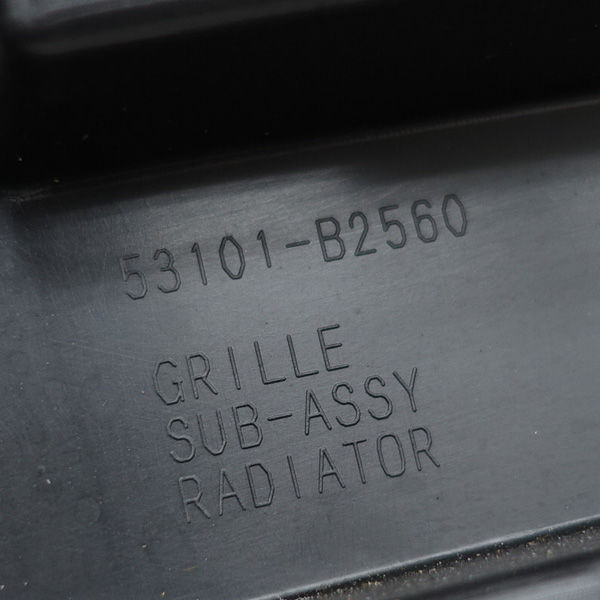 53101-B2560
GRILLE
SUB-ASSY
RADIATOR